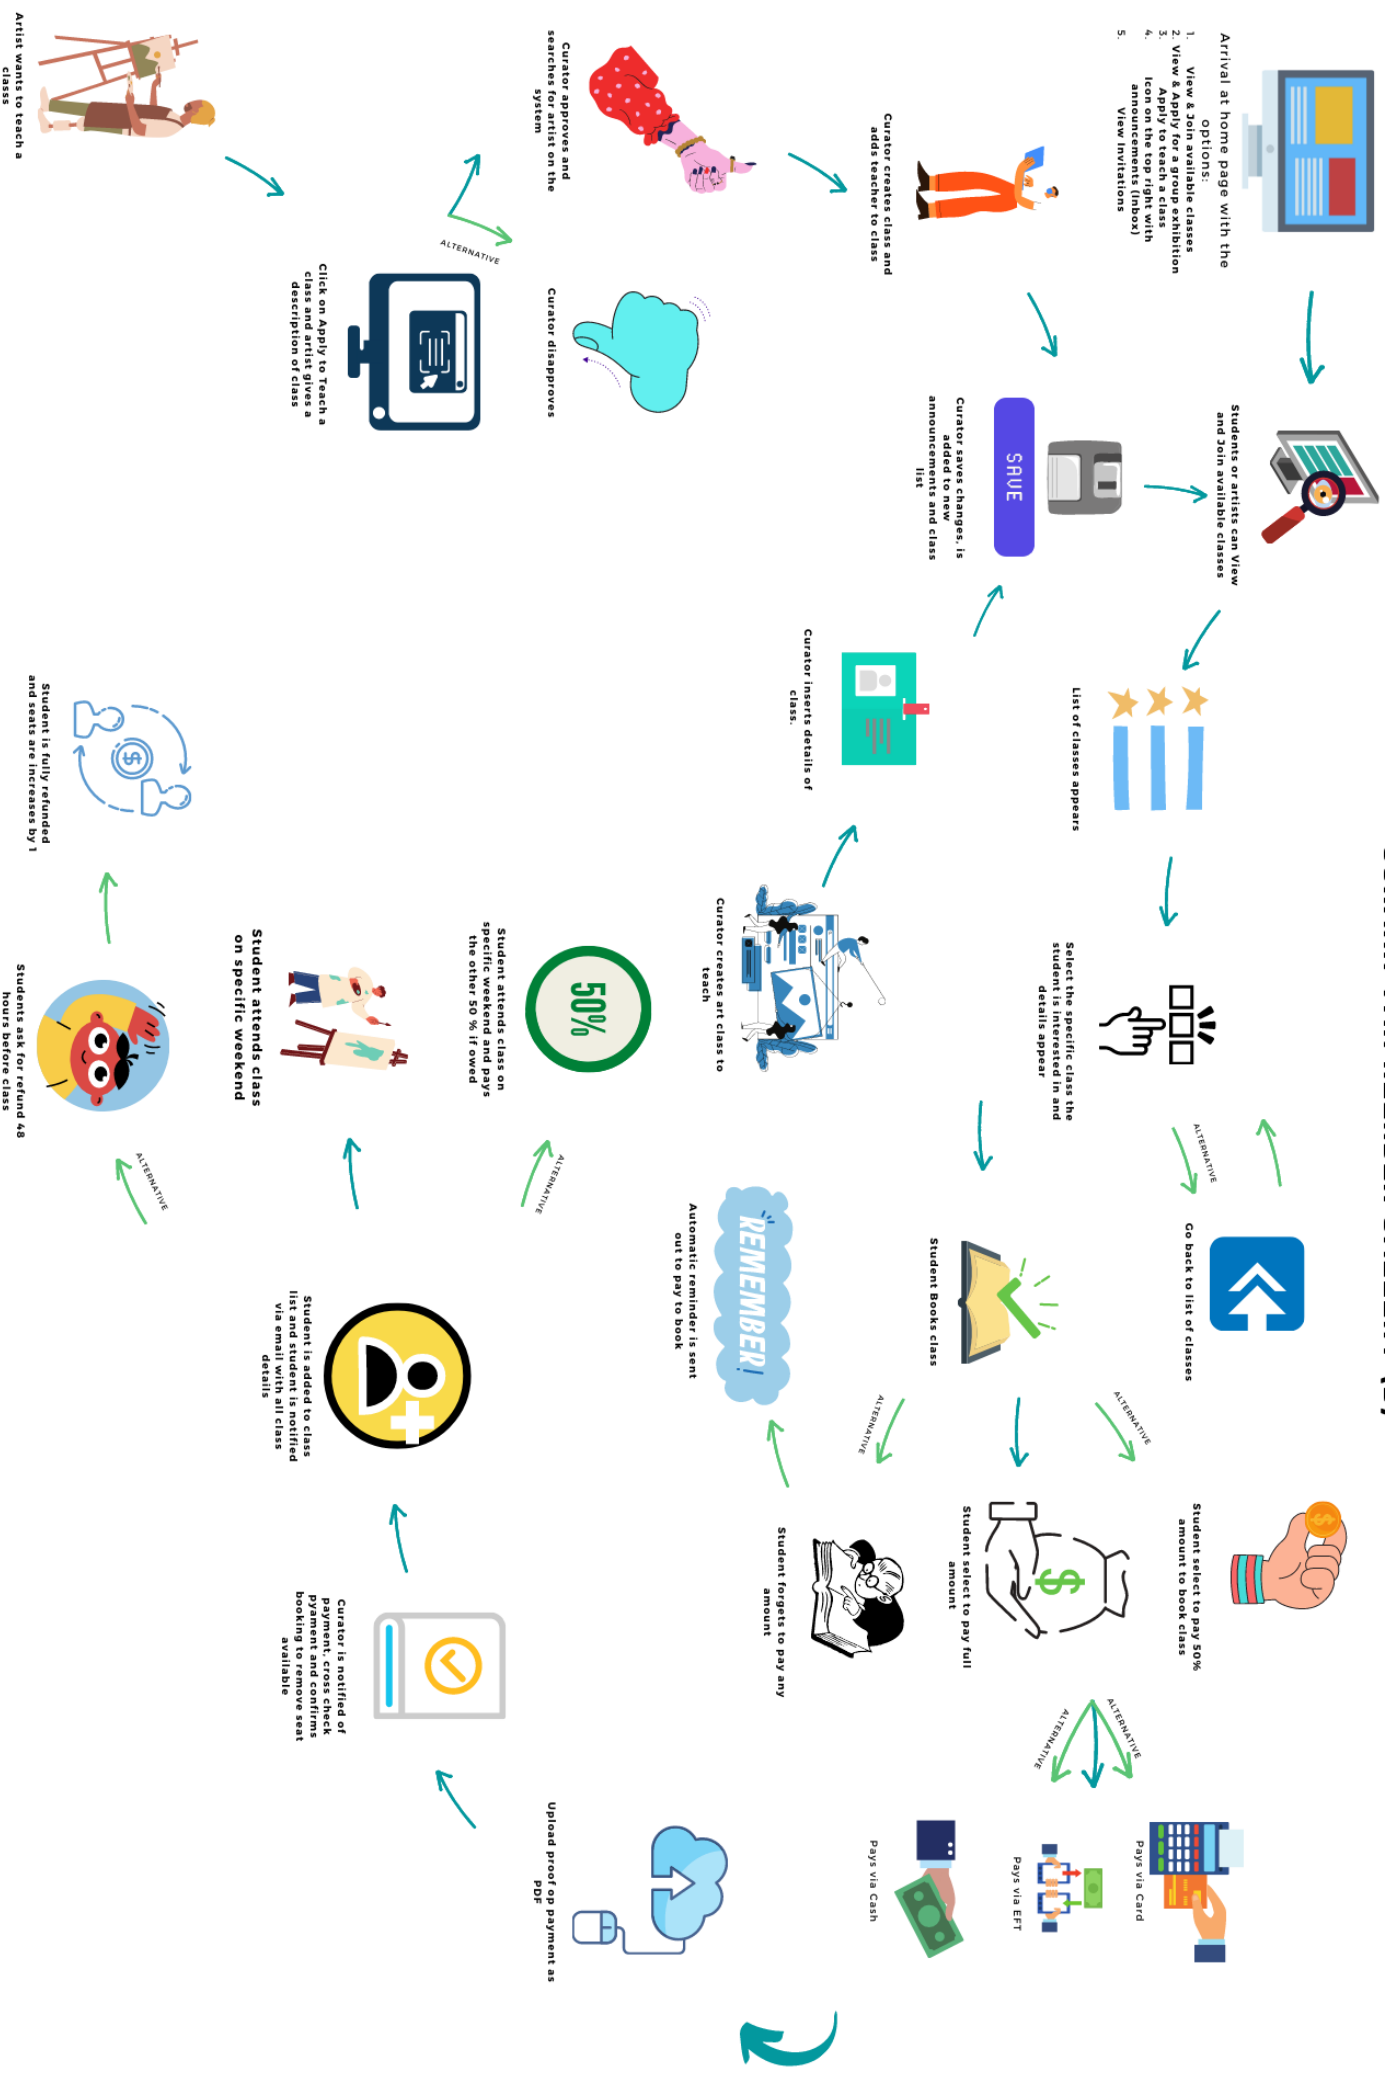 Arrival at home page with the
options:
1. View & Join available classes
2. View & Apply for a group exhibition
3. Apply to teach a class
4. Icon on the top right with
announcements (Inbox)
5. View Invitations
Students or artists can View
and Join available classes
List of classes appears
Select the specific class the
student is interested in and
details appear
ALTERNATIVE
Go back to list of classes
ALTERNATIVE
Student select to pay 50%
amount to book class
Student Books class
ALTERNATIVE
Student select to pay full
amount
Student forgets to pay any
amount
REMEMBER!
Automatic reminder is sent
out to pay to book
ALTERNATIVE
ALTERNATIVE
Pays via Card
Pays via EFT
Pays via Cash
Upload proof op payment as
PDF
Curator is notified of
payment, cross check
pyament and confirms
booking to remove seat
available
Student is added to class
list and student is notified
via email with all class
details
ALTERNATIVE
50%
Student attends class on
specific weekend and pays
the other 50 % if owed
Student attends class
on specific weekend
ALTERNATIVE
Students ask for refund 48
hours before class
Student is fully refunded
and seats are increases by 1
Curator creates art class to
teach
Curator inserts details of
class.
SAVE
Curator saves changes, is
added to new
announcements and class
list
Curator creates class and
adds teacher to class
Curator approves and
searches for artist on the
system
ALTERNATIVE
Curator disapproves
Click on Apply to Teach a
class and artist gives a
description of class
Artist wants to teach a
classs